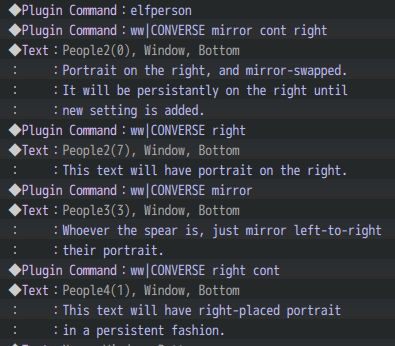 ◆Plugin Command：elfperson
◆Plugin Command：ww|CONVERSE mirror cont right
◆Text：People2(0), Window, Bottom
：　　：Portrait on the right, and mirror-swapped.
：　　：It will be persistantly on the right until
：　　：new setting is added.
◆Plugin Command：ww|CONVERSE right
◆Text：People2(7), Window, Bottom
：　　：This text will have portrait on the right.
◆Plugin Command：ww|CONVERSE mirror
◆Text：People3(3), Window, Bottom
：　　：Whoever the spear is, just mirror left-to-right
：　　：their portrait.
◆Plugin Command：ww|CONVERSE right cont
◆Text：People4(1), Window, Bottom
：　　：This text will have right-placed portrait
：　　：in a persistent fashion.